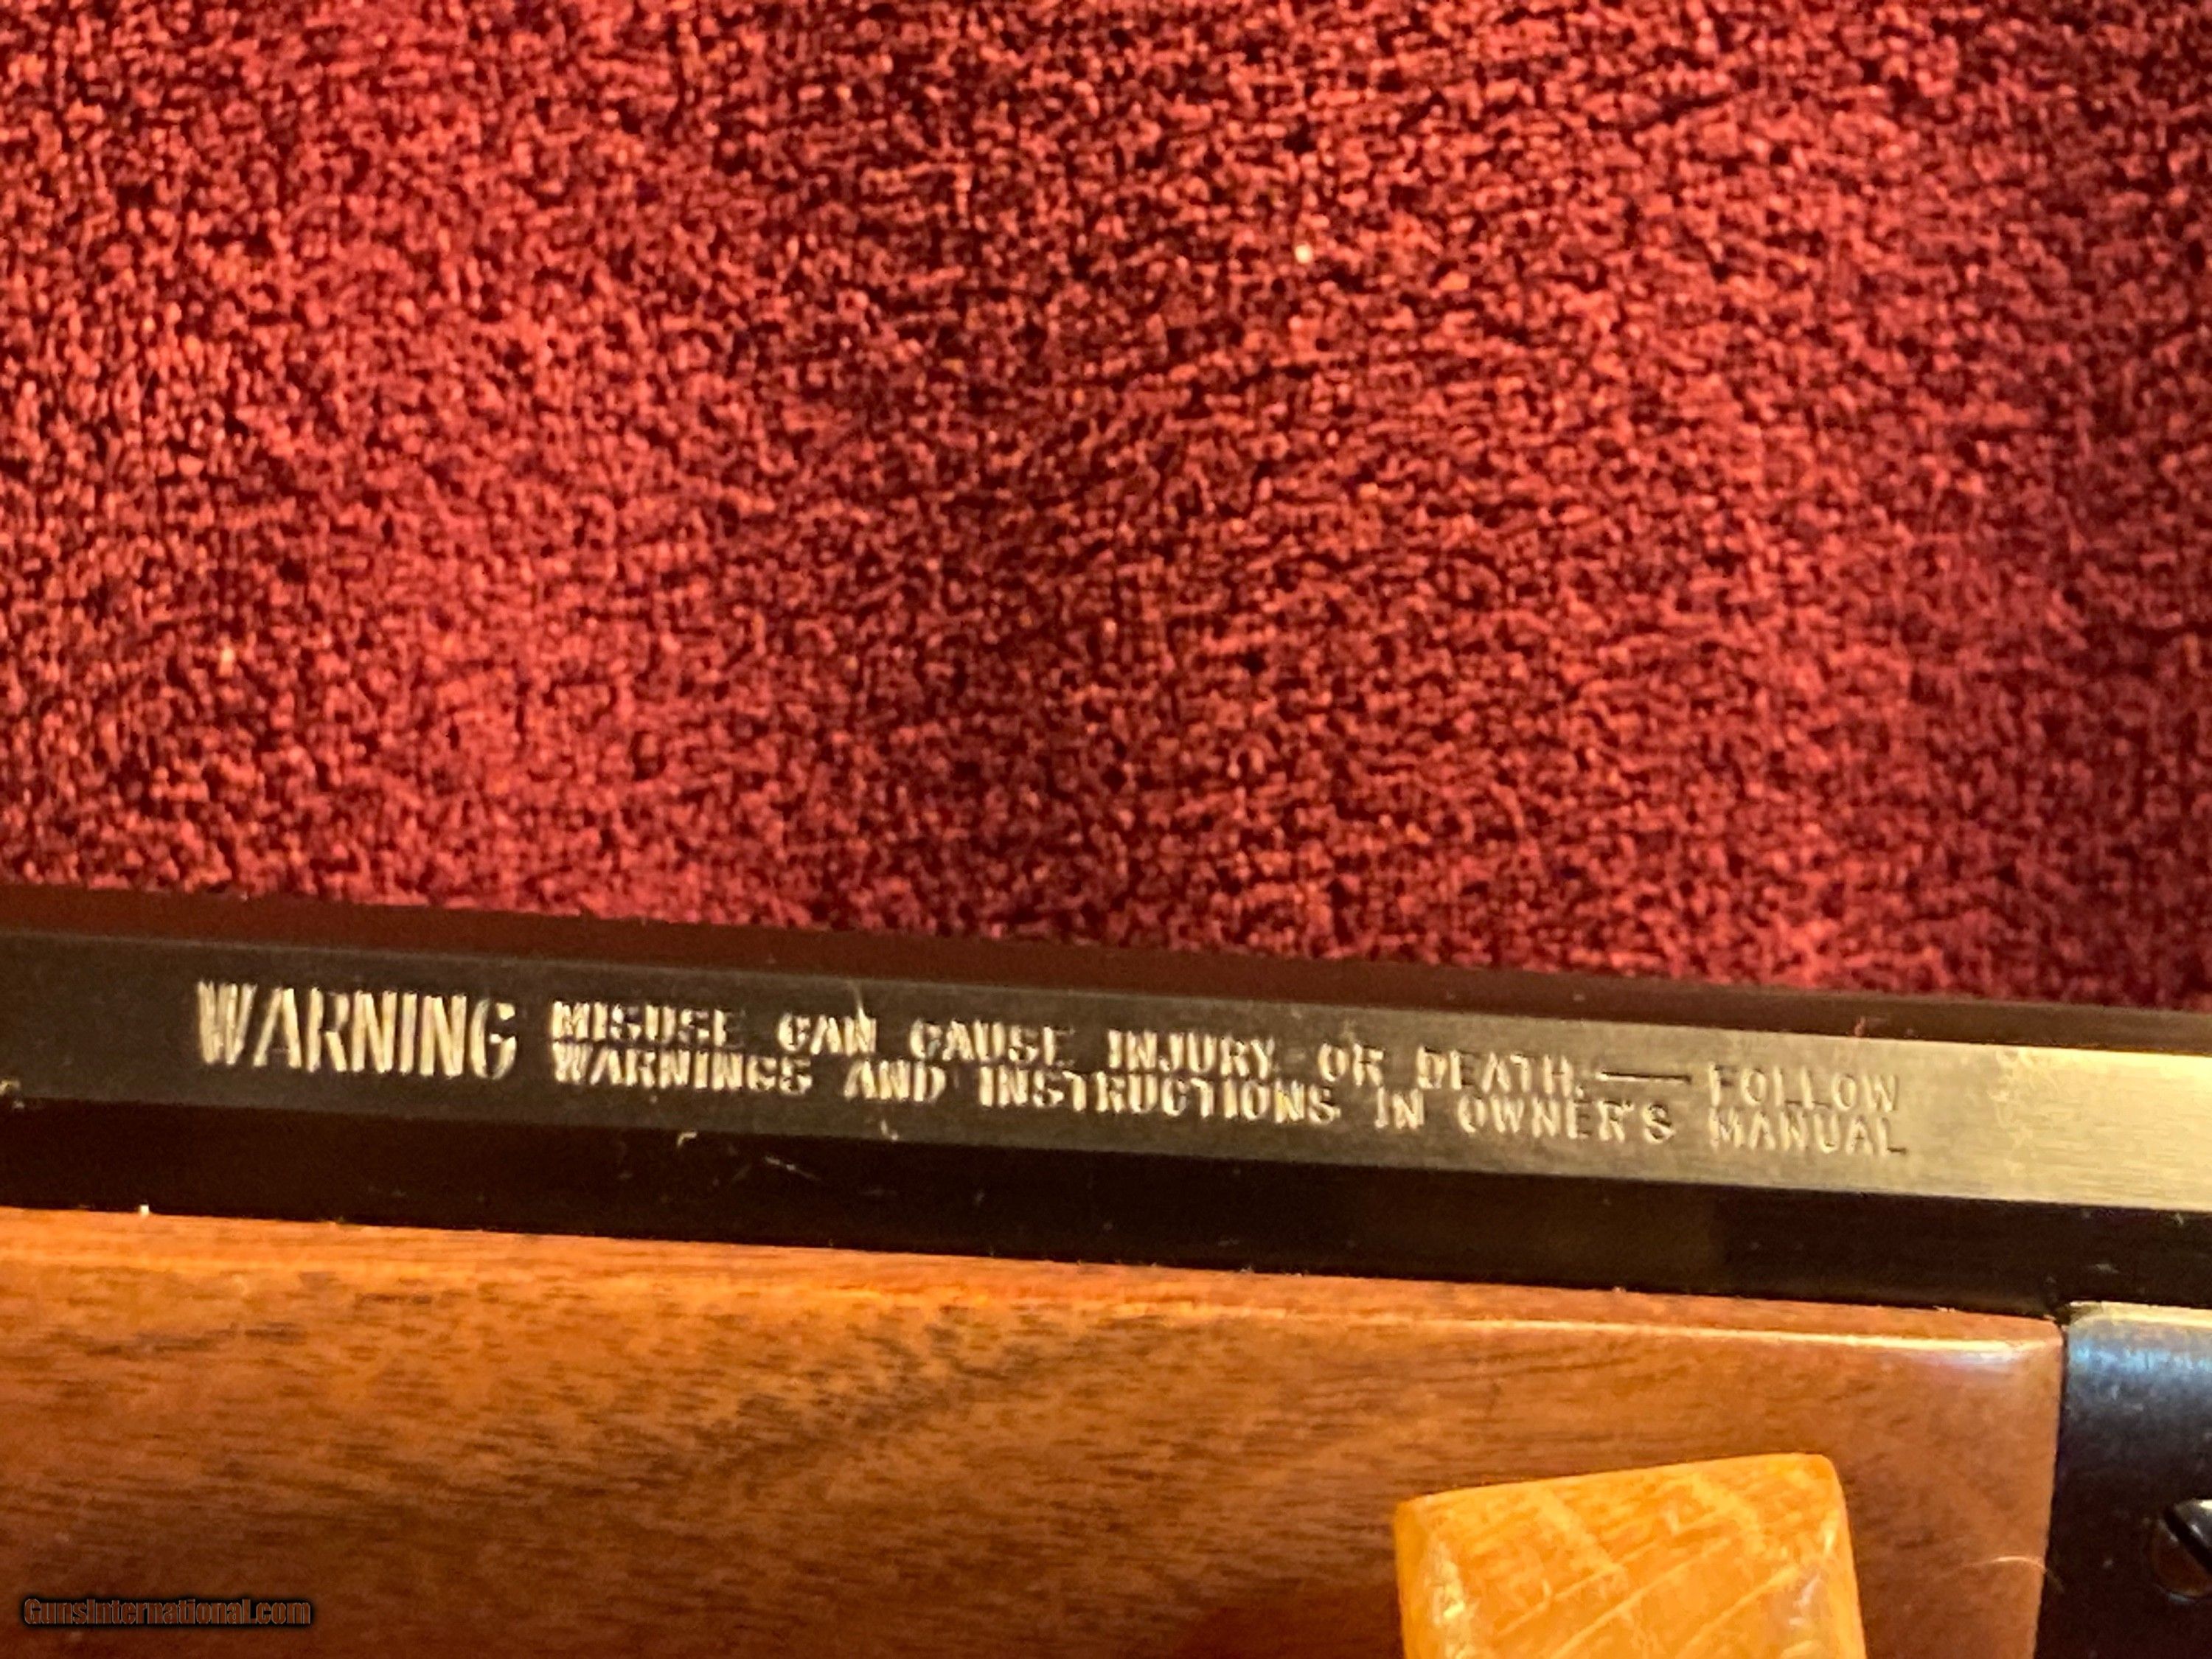 WARNING MISUSE CAN CAUSE INJURY OR DEATH.— FOLLOW
WARNINGS AND INSTRUCTIONS IN OWNER'S MANUAL
GunsInternational.com